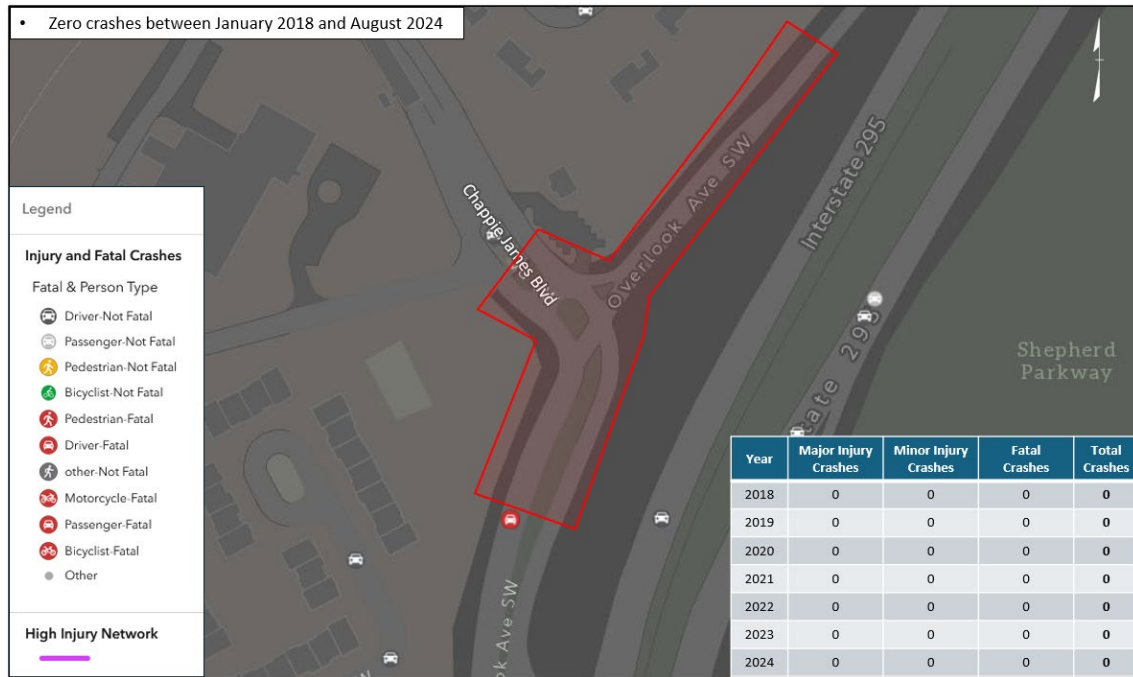 • Zero crashes between January 2018 and August 2024
Chappie James Blvd
Overlook Ave SW
Interstate 295
state 295
Shepherd
Parkway
ok Ave SW
W
Legend
Injury and Fatal Crashes
Fatal & Person Type
Driver-Not Fatal
Passenger-Not Fatal
Pedestrian-Not Fatal
Bicyclist-Not Fatal
Pedestrian-Fatal
Driver-Fatal
other-Not Fatal
Motorcycle-Fatal
Passenger-Fatal
Bicyclist-Fatal
Other
High Injury Network
Year Major Injury Crashes Minor Injury Crashes Fatal Crashes Total Crashes
2018 0 0 0 0
2019 0 0 0 0
2020 0 0 0 0
2021 0 0 0 0
2022 0 0 0 0
2023 0 0 0 0
2024 0 0 0 0